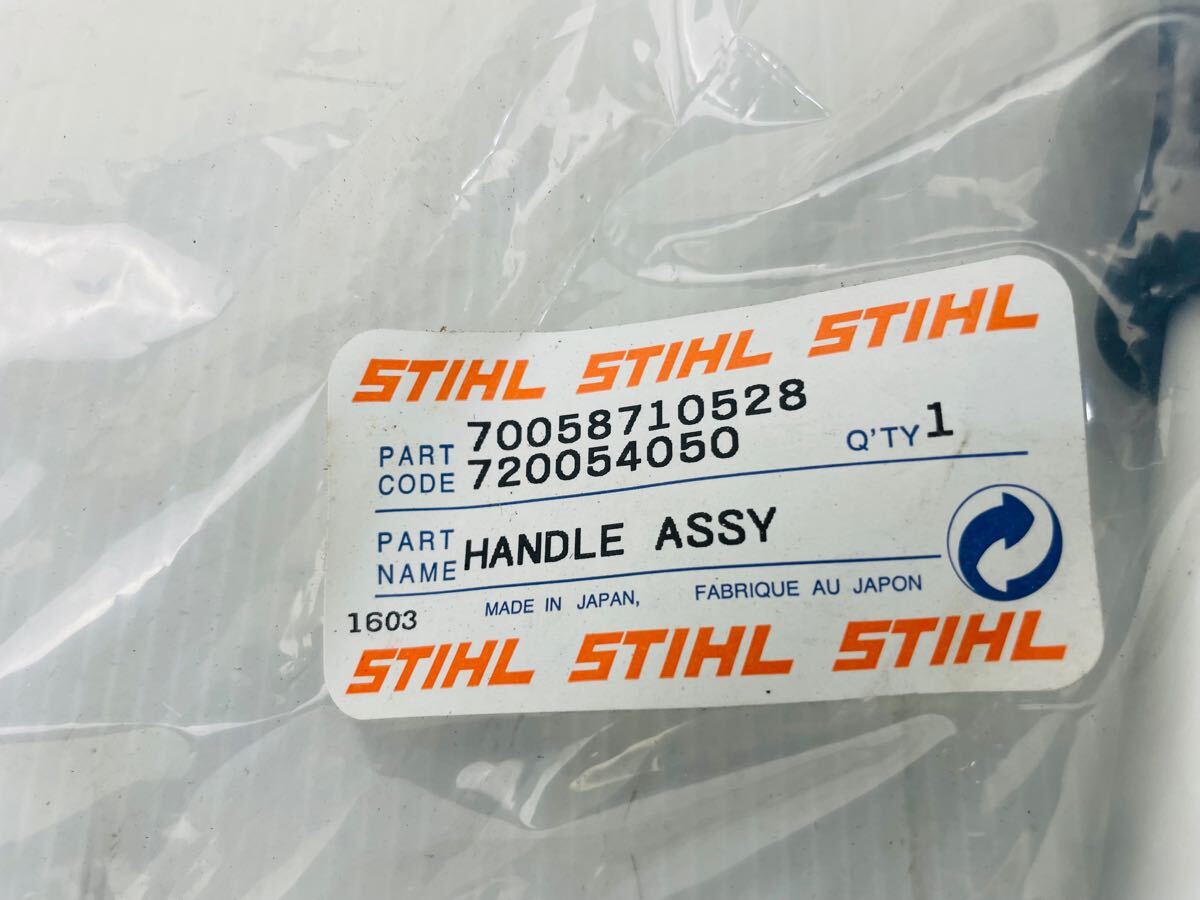 STIHL STIHL STIHL
PART CODE 70058710528
720054050 Q'TY 1
PART NAME HANDLE ASSY
1603 MADE IN JAPAN, FABRIQUE AU JAPON
STIHL STIHL STIHL